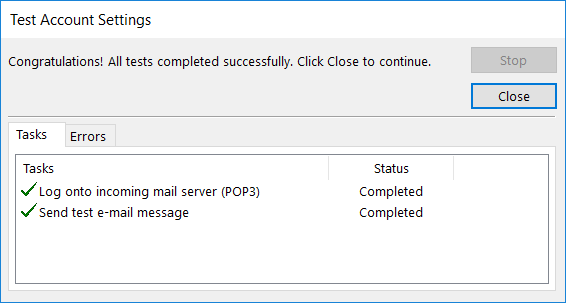 Test Account Settings
Congratulations! All tests completed successfully. Click Close to continue.
Stop
Close
Tasks Errors
Tasks Status
Log onto incoming mail server (POP3) Completed
Send test e-mail message Completed